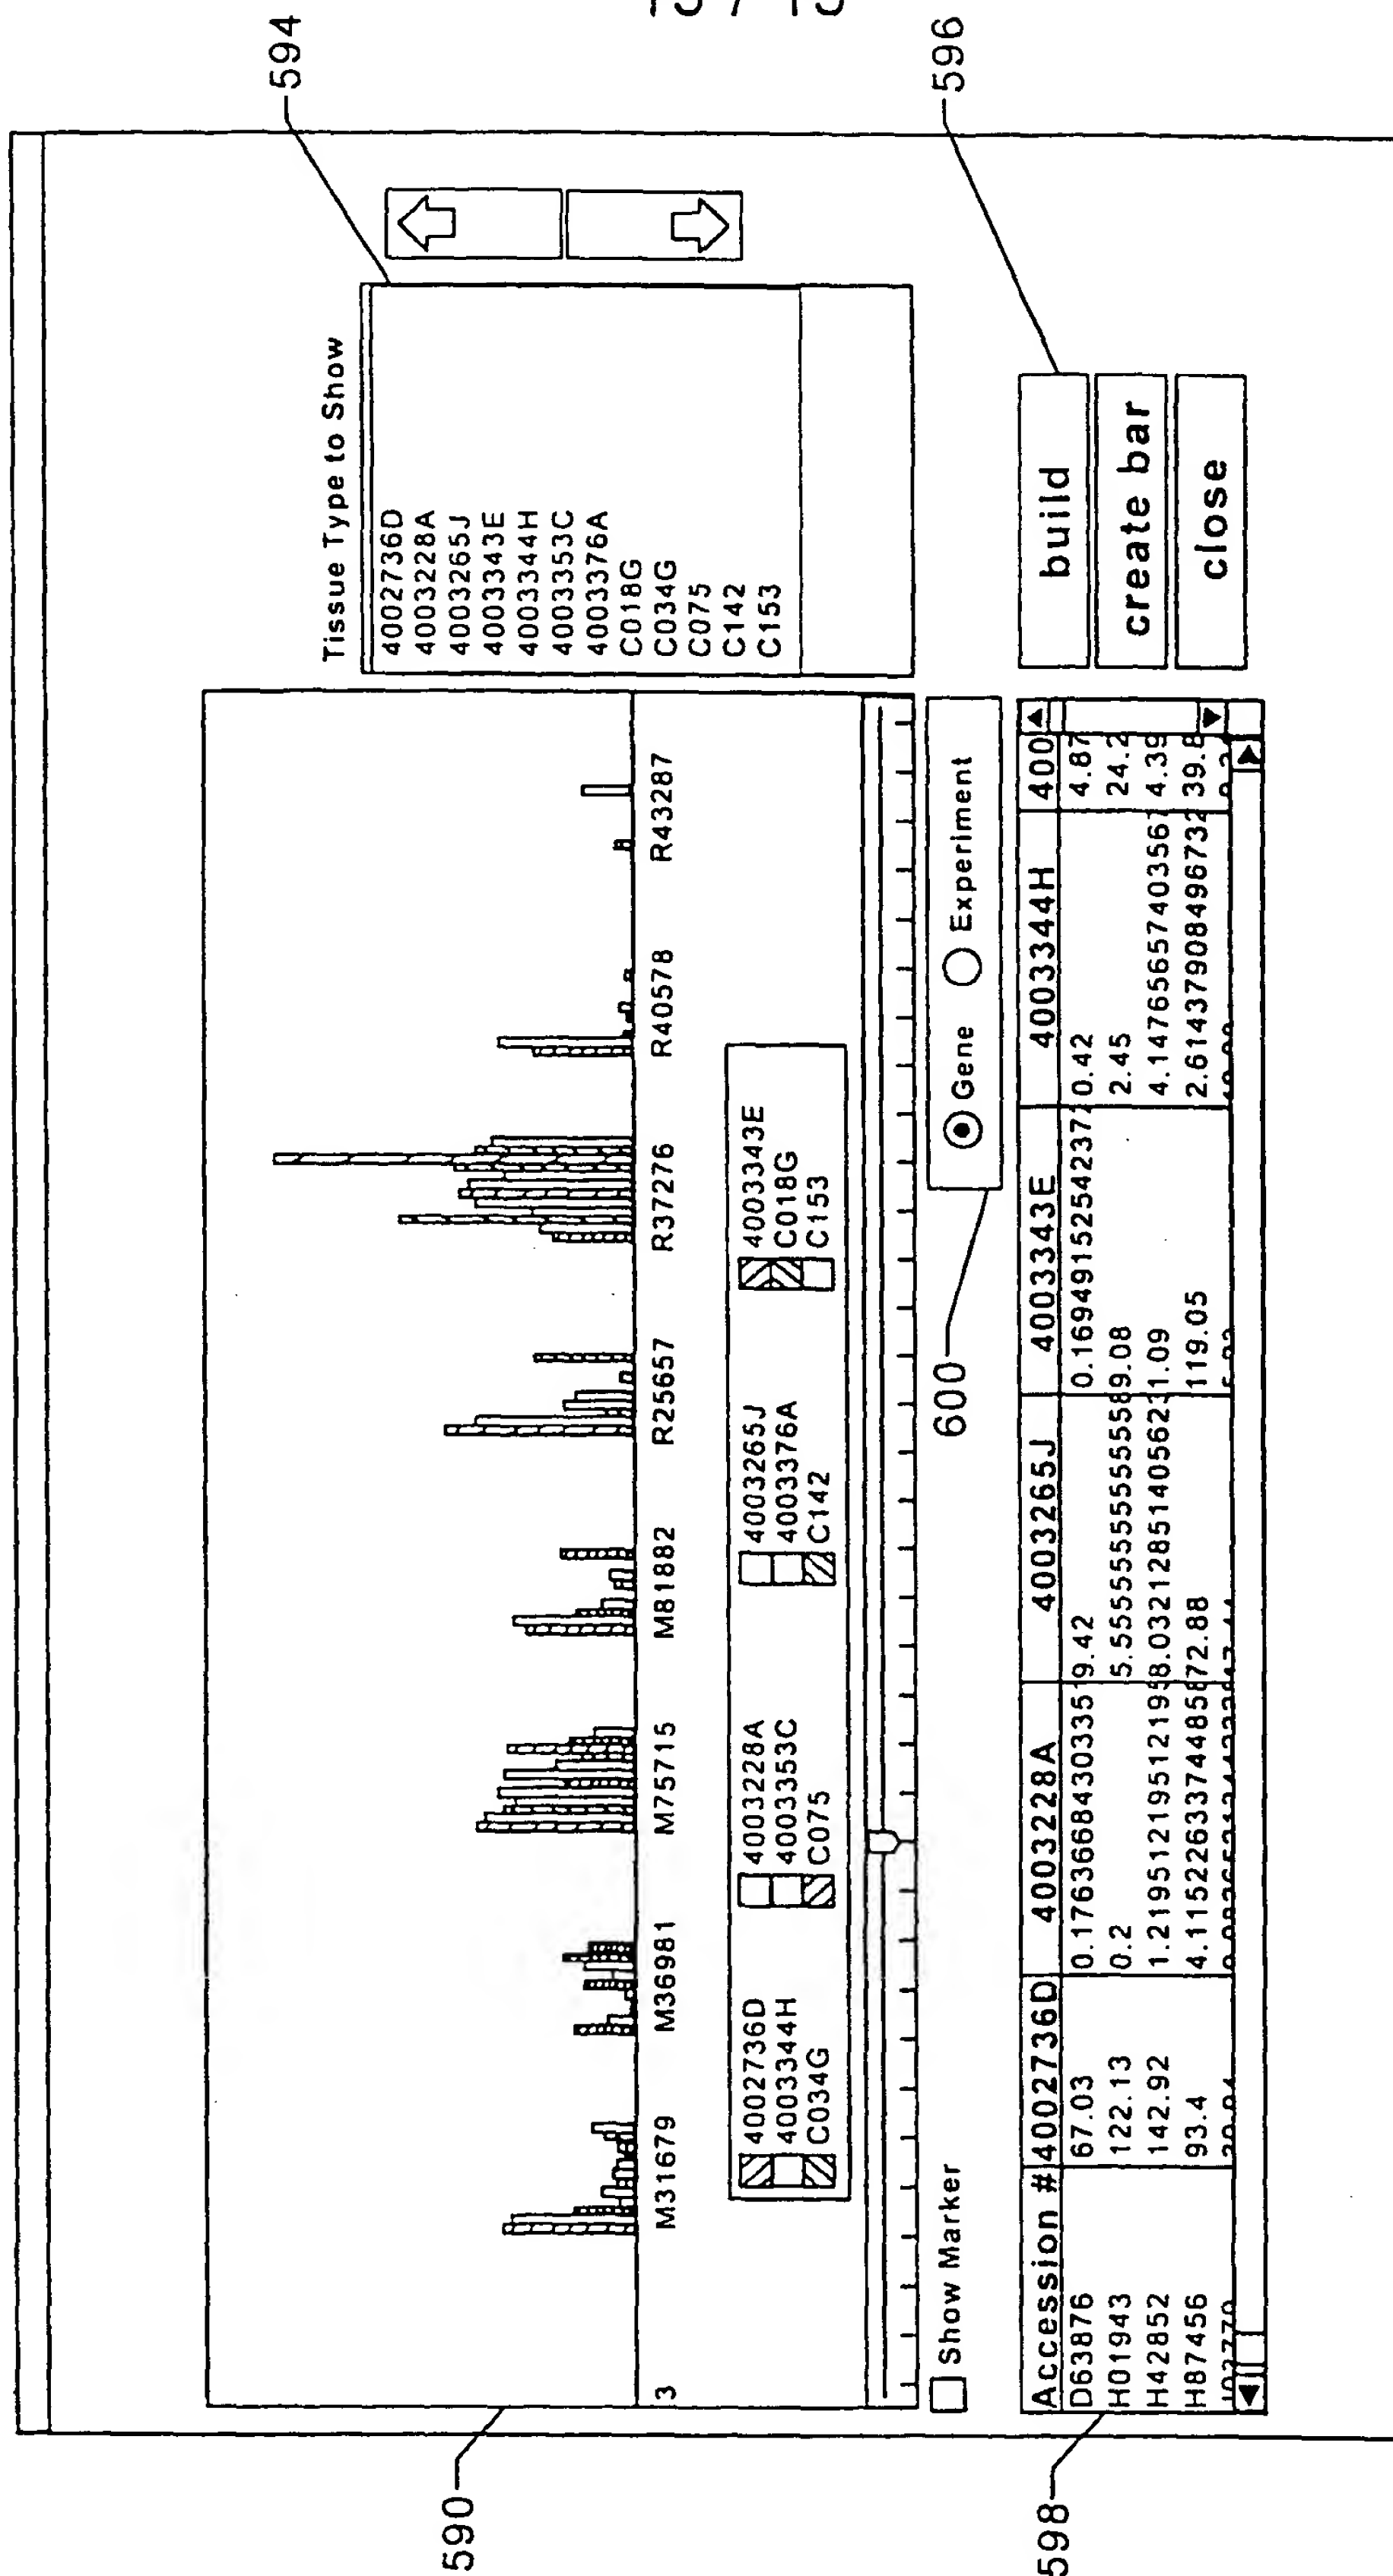 594
Tissue Type to Show
4002736D
4003228A
4003265J
4003343E
4003344H
4003353C
4003376A
C018G
C034G
C075
C142
C153
590
3 M31679 M36981 M75715 M81882 R25657 R37276 R40578 R43287
4002736D 4003228A 4003265J 4003343E
4003344H 4003353C 4003376A C018G
C034G C075 C142 C153
Show Marker
600
Gene Experiment
596
build
create bar
close
598
Accession # 4002736D 4003228A 4003265J 4003343E 4003344H 400
D63876 67.03 0.1763668430335 9.42 0.1694915254237 0.42 4.87
H01943 122.13 0.2 5.5555555555555 9.08 2.45 24.2
H42852 142.92 1.2195121951219 8.0321285140562 1.09 4.1476565740356 4.39
H87456 93.4 4.1152263374485 72.88 119.05 2.6143790849673 39.8